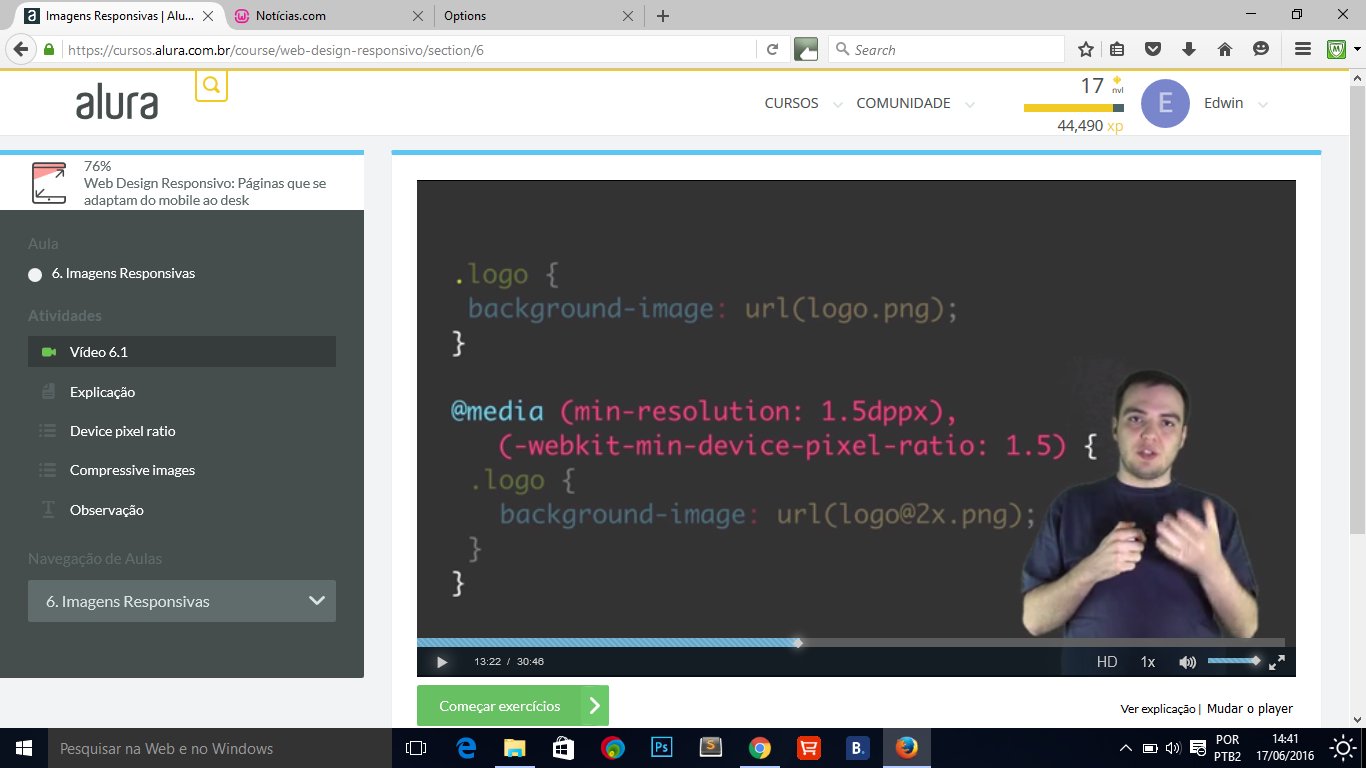 Imagens Responsivas | Alu...
Notícias.com
Options
https://cursos.alura.com.br/course/web-design-responsivo/section/6
Search
alura
CURSOS
COMUNIDADE
17
nvl
44,490 xp
E
Edwin
76%
Web Design Responsivo: Páginas que se
adaptam do mobile ao desk
Aula
6. Imagens Responsivas
Atividades
Vídeo 6.1
Explicação
Device pixel ratio
Compressive images
Observação
Navegação de Aulas
6. Imagens Responsivas
.logo {
background-image: url(logo.png);
}
@media (min-resolution: 1.5dppx),
(-webkit-min-device-pixel-ratio: 1.5) {
.logo {
background-image: url(logo@2x.png);
}
}
13:22 / 30:46
HD
1x
Começar exercícios
Ver explicação | Mudar o player
Pesquisar na Web e no Windows
Ps
S
B.
POR
PTB2
14:41
17/06/2016